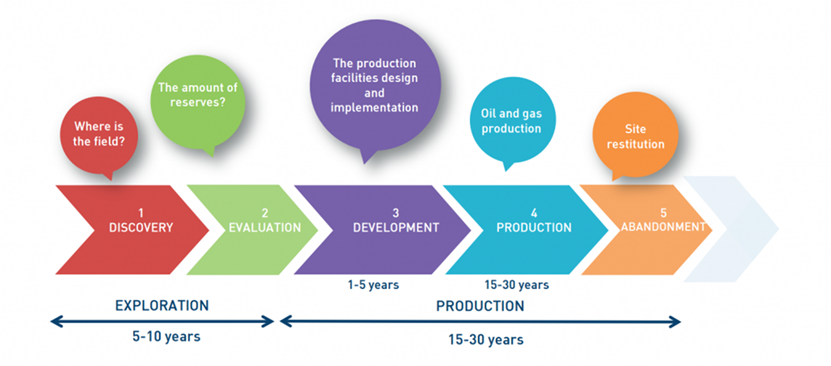 Where is
the field?
The amount of
reserves?
The production
facilities design
and
implementation
Oil and gas
production
Site
restitution
1
DISCOVERY
2
EVALUATION
3
DEVELOPMENT
4
PRODUCTION
5
ABANDONMENT
1-5 years
15-30 years
EXPLORATION
5-10 years
PRODUCTION
15-30 years